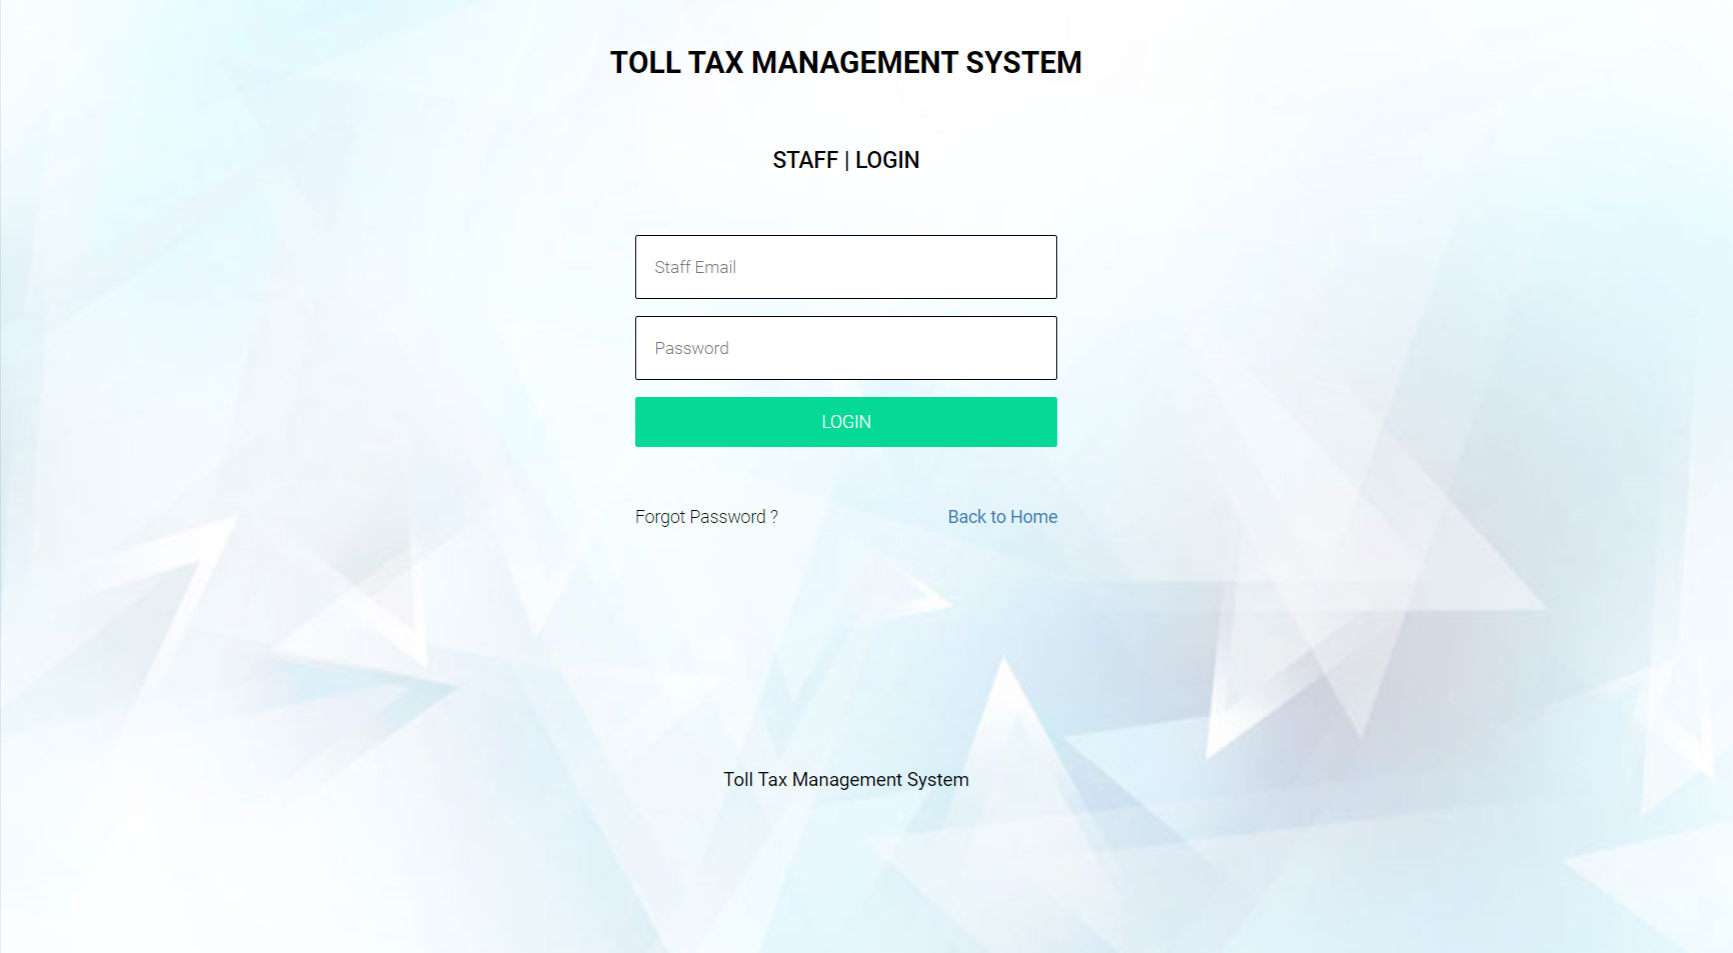 TOLL TAX MANAGEMENT SYSTEM
STAFF | LOGIN
Staff Email
Password
LOGIN
Forgot Password ? Back to Home
Toll Tax Management System